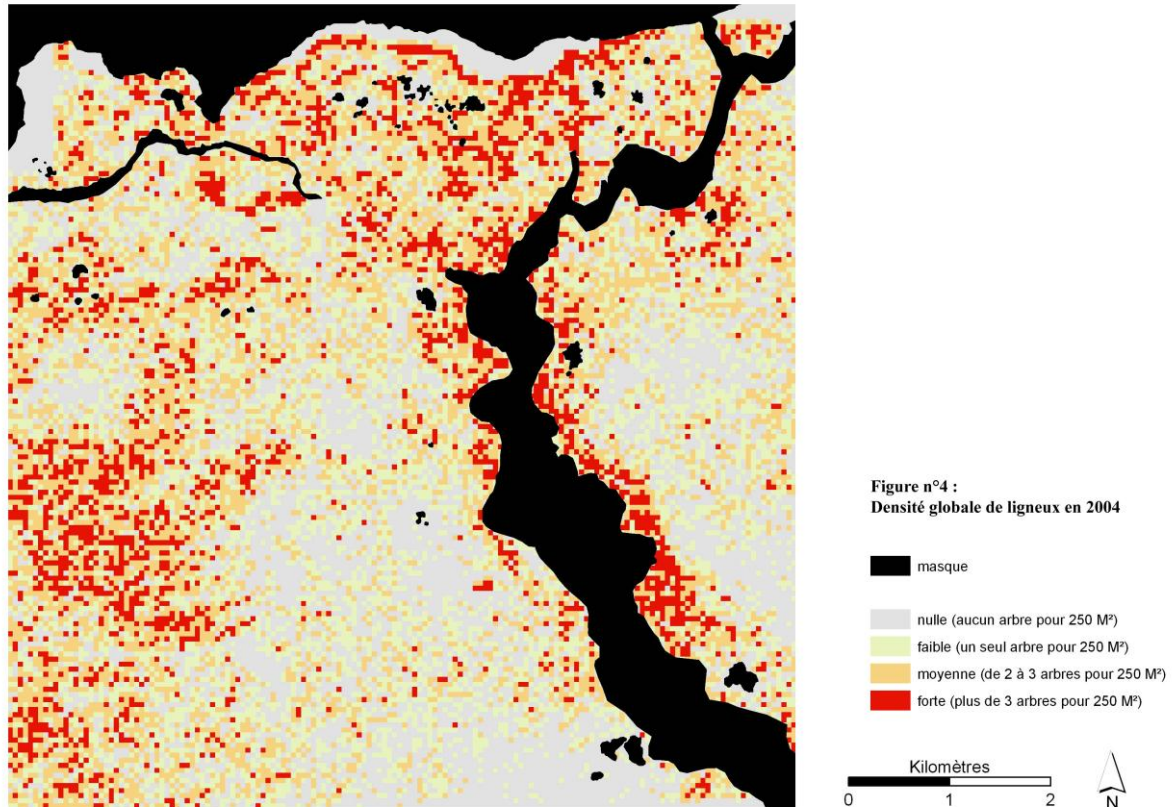 Figure n°4 :
Densité globale de ligneux en 2004
masque
nulle (aucun arbre pour 250 M²)
faible (un seul arbre pour 250 M²)
moyenne (de 2 à 3 arbres pour 250 M²)
forte (plus de 3 arbres pour 250 M²)
Kilomètres
0 1 2
N